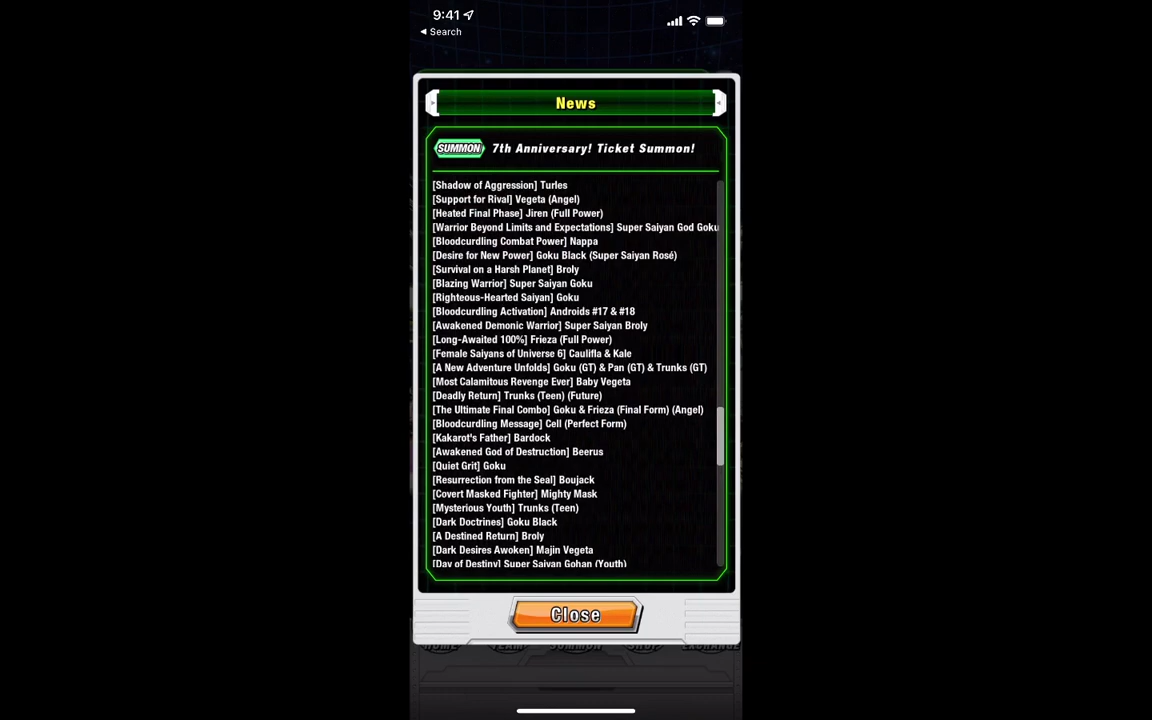 9:41
◀ Search
News
SUMMON 7th Anniversary! Ticket Summon!
[Shadow of Aggression] Turles
[Support for Rival] Vegeta (Angel)
[Heated Final Phase] Jiren (Full Power)
[Warrior Beyond Limits and Expectations] Super Saiyan God Goku
[Bloodcurdling Combat Power] Nappa
[Desire for New Power] Goku Black (Super Saiyan Rosé)
[Survival on a Harsh Planet] Broly
[Blazing Warrior] Super Saiyan Goku
[Righteous-Hearted Saiyan] Goku
[Bloodcurdling Activation] Androids #17 & #18
[Awakened Demonic Warrior] Super Saiyan Broly
[Long-Awaited 100%] Frieza (Full Power)
[Female Saiyans of Universe 6] Caulifla & Kale
[A New Adventure Unfolds] Goku (GT) & Pan (GT) & Trunks (GT)
[Most Calamitous Revenge Ever] Baby Vegeta
[Deadly Return] Trunks (Teen) (Future)
[The Ultimate Final Combo] Goku & Frieza (Final Form) (Angel)
[Bloodcurdling Message] Cell (Perfect Form)
[Kakarot's Father] Bardock
[Awakened God of Destruction] Beerus
[Quiet Grit] Goku
[Resurrection from the Seal] Boujack
[Covert Masked Fighter] Mighty Mask
[Mysterious Youth] Trunks (Teen)
[Dark Doctrines] Goku Black
[A Destined Return] Broly
[Dark Desires Awoken] Majin Vegeta
[Day of Destiny] Super Saiyan Gohan (Youth)
Close
HOME TEAM SUMMON SHOP EXCHANGE